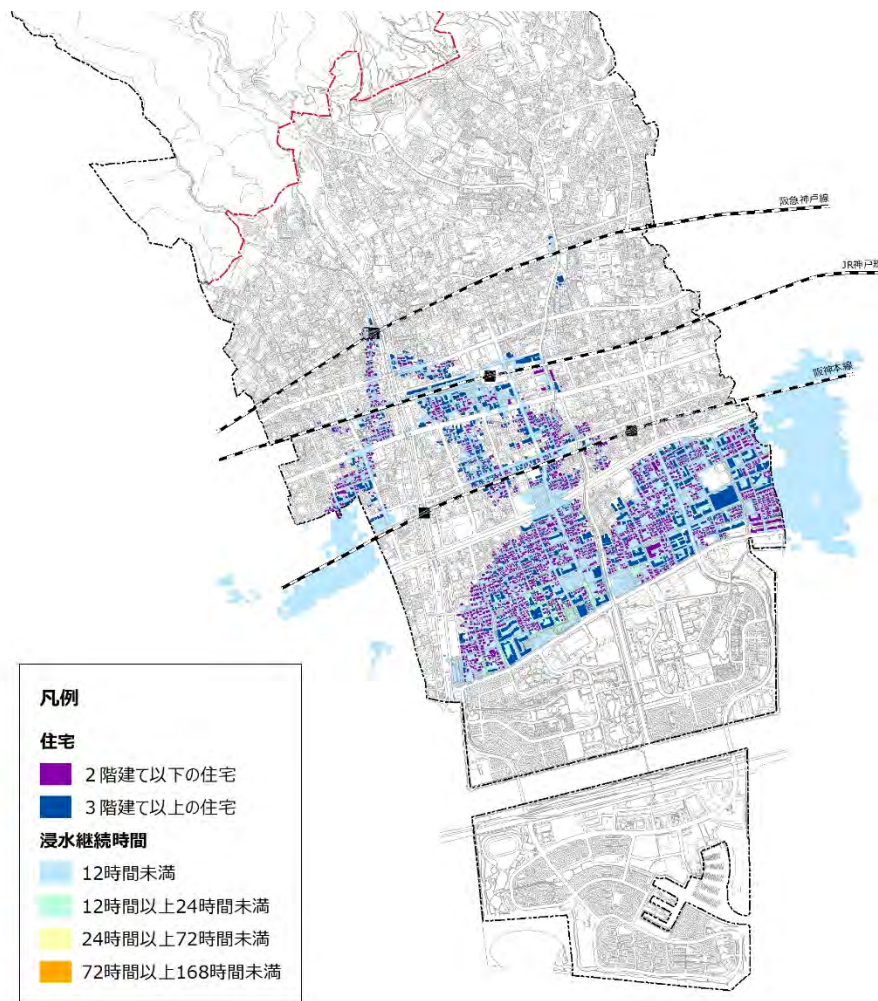 阪急神戸線
JR神戸線
阪神本線
凡例
住宅
２階建て以下の住宅
３階建て以上の住宅
浸水継続時間
12時間未満
12時間以上24時間未満
24時間以上72時間未満
72時間以上168時間未満